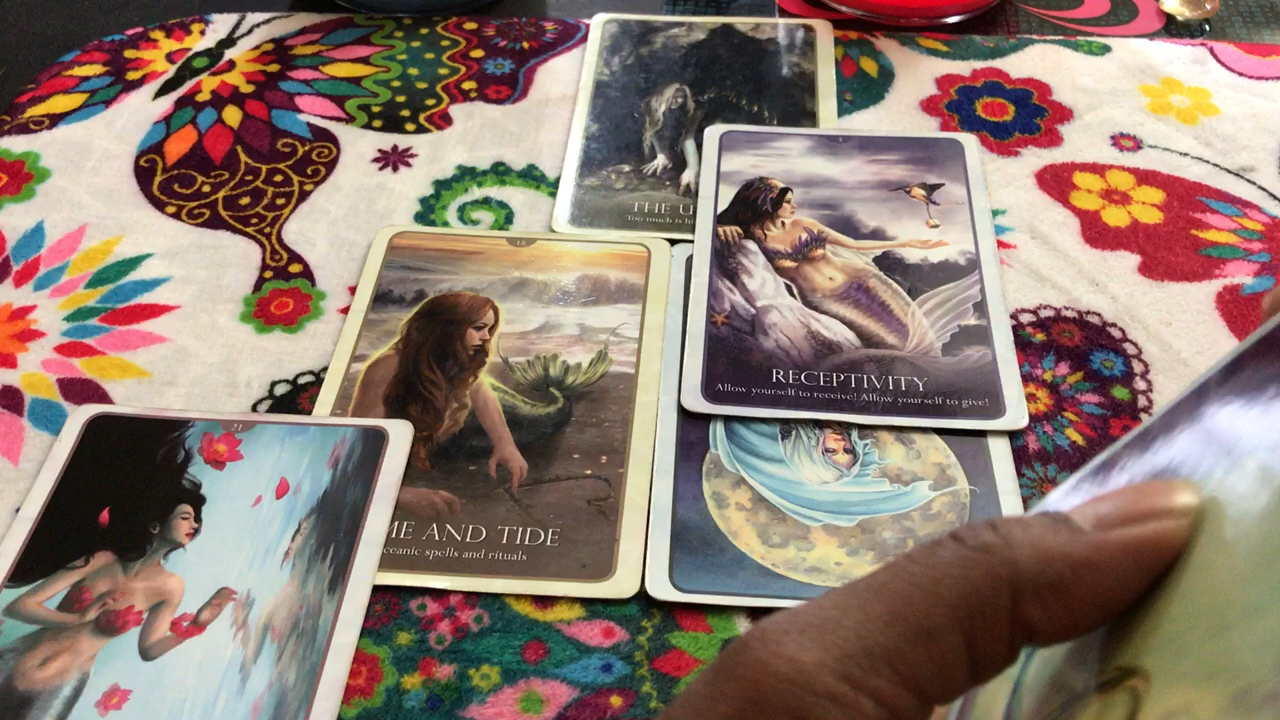 THE U
Too much is hi
18
ME AND TIDE
ceanic spells and rituals
RECEPTIVITY
Allow yourself to receive! Allow yourself to give!
21